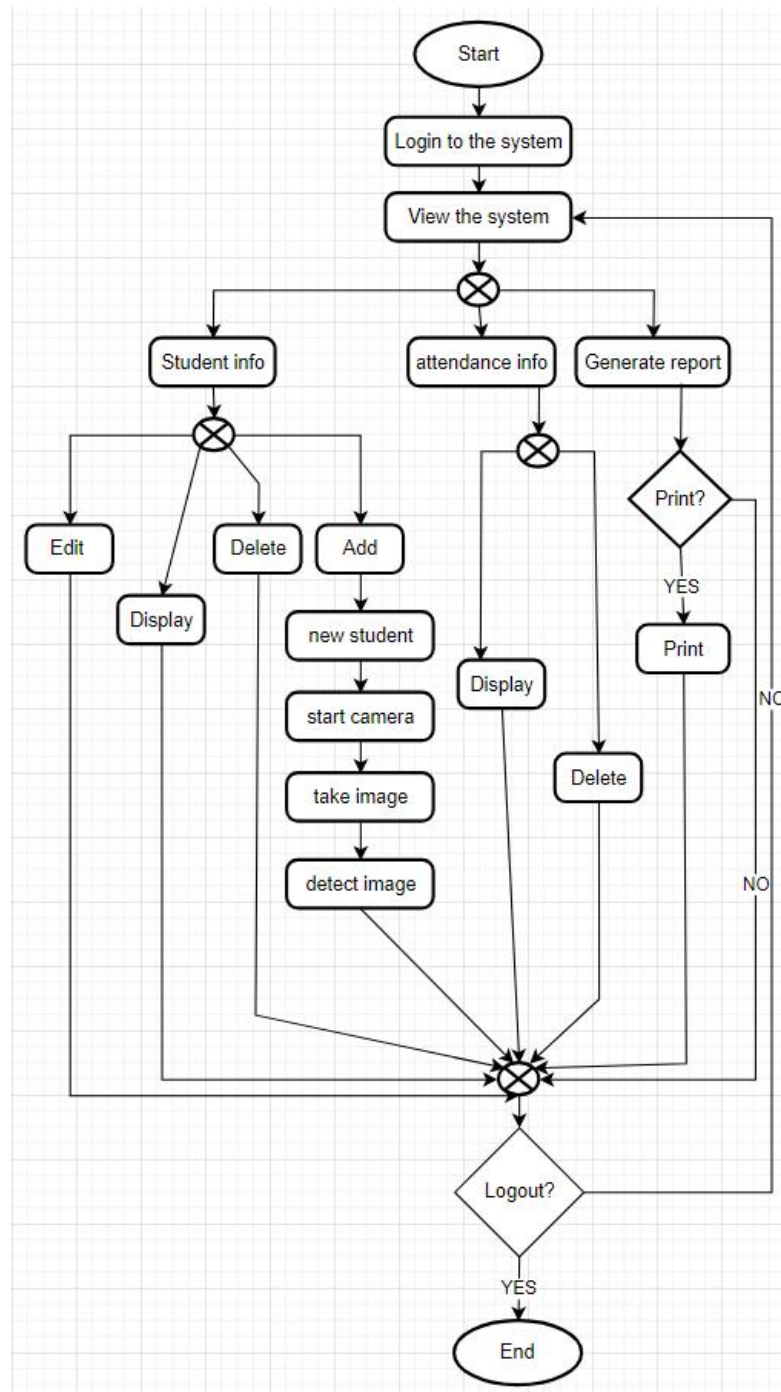 Start
Login to the system
View the system
Student info
attendance info
Generate report
Print?
Edit
Delete
Add
YES
Display
new student
Print
Display
start camera
NO
Delete
take image
detect image
NO
Logout?
YES
End